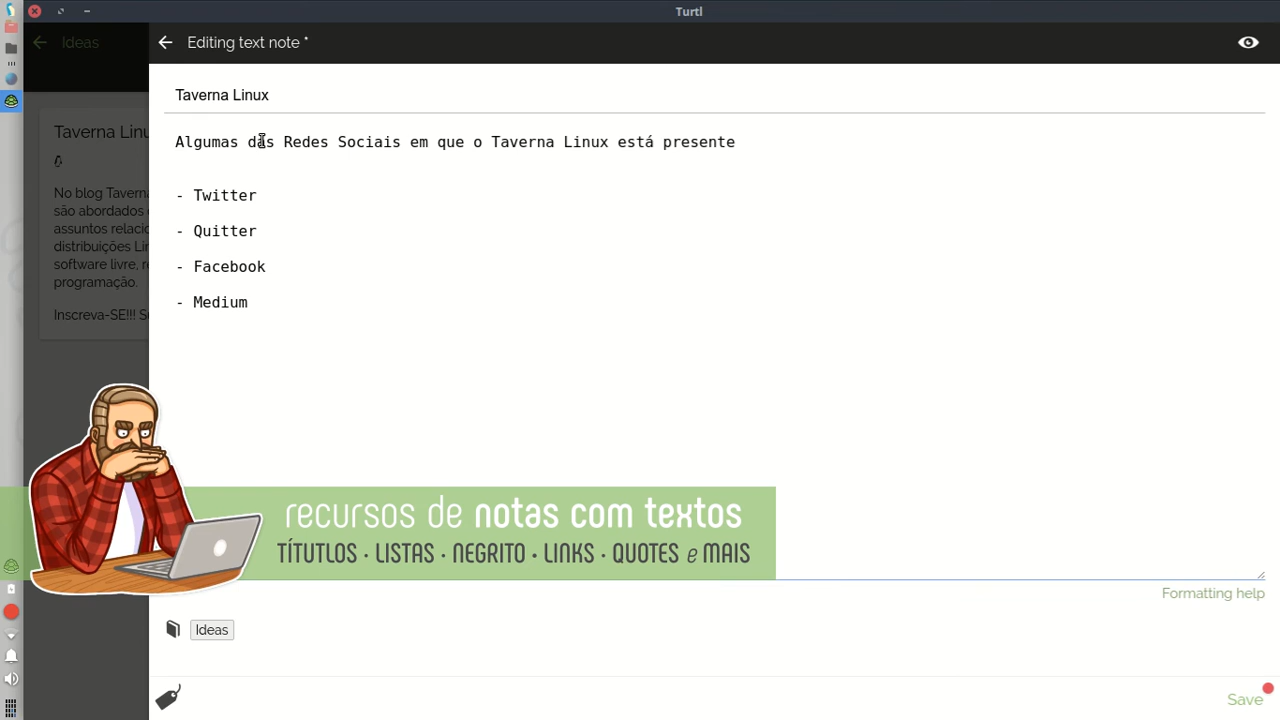 Turtl
Ideas
Editing text note *
Taverna Linux
Algumas das Redes Sociais em que o Taverna Linux está presente
- Twitter
- Quitter
- Facebook
- Medium
Taverna Linu
No blog Taverna
são abordados
assuntos relacio
distribuições Lin
software livre, re
programação.
Inscreva-SE!!! S
recursos de notas com textos
TÍTUTLOS · LISTAS · NEGRITO · LINKS · QUOTES e MAIS
Formatting help
Ideas
Save